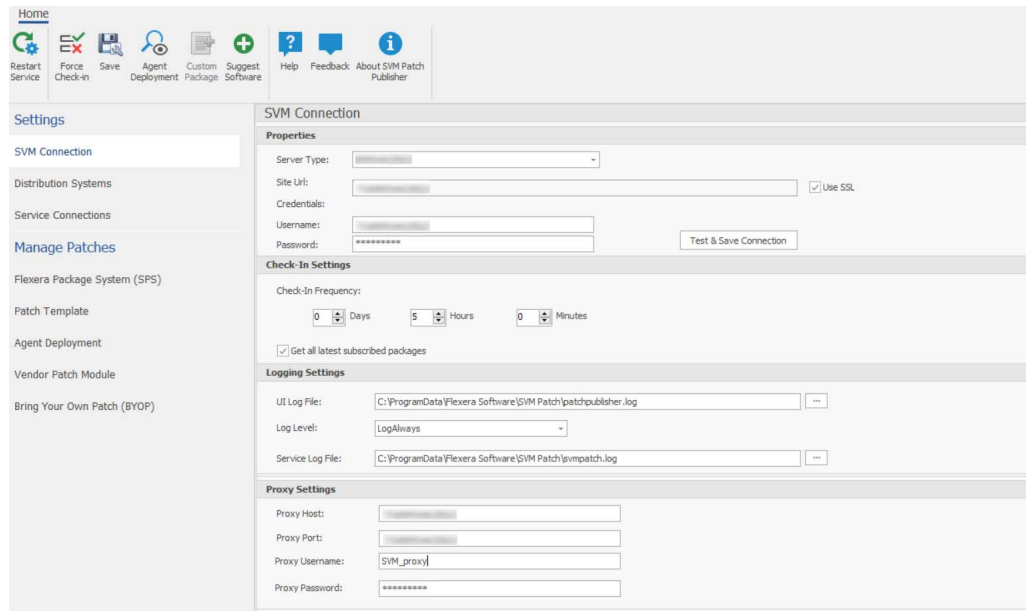 Home
Restart Service
Force Check-in
Save
Agent Deployment
Custom Package
Suggest Software
Help
Feedback
About SVM Patch Publisher
Settings
SVM Connection
Distribution Systems
Service Connections
Manage Patches
Flexera Package System (SPS)
Patch Template
Agent Deployment
Vendor Patch Module
Bring Your Own Patch (BYOP)
SVM Connection
Properties
Server Type:
Site Url:
Use SSL
Credentials:
Username:
Password: *********
Test & Save Connection
Check-In Settings
Check-In Frequency:
0 Days 5 Hours 0 Minutes
Get all latest subscribed packages
Logging Settings
UI Log File: C:\ProgramData\Flexera Software\SVM Patch\patchpublisher.log ...
Log Level: LogAlways
Service Log File: C:\ProgramData\Flexera Software\SVM Patch\svmpatch.log ...
Proxy Settings
Proxy Host:
Proxy Port:
Proxy Username: SVM_proxy
Proxy Password: *********